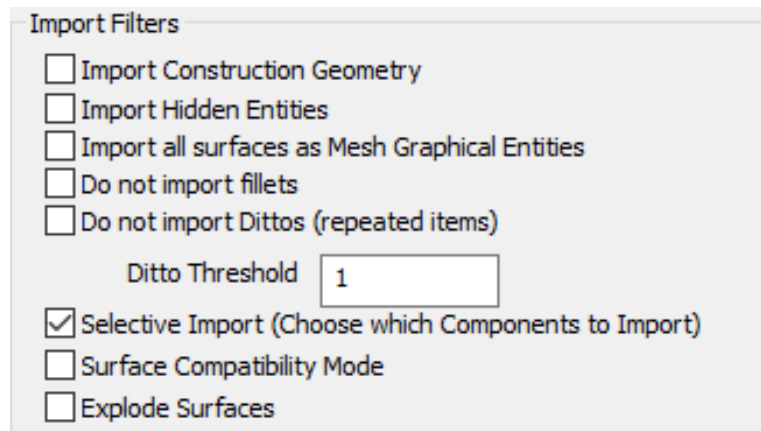 Import Filters
Import Construction Geometry
Import Hidden Entities
Import all surfaces as Mesh Graphical Entities
Do not import fillets
Do not import Dittos (repeated items)
Ditto Threshold 1
Selective Import (Choose which Components to Import)
Surface Compatibility Mode
Explode Surfaces